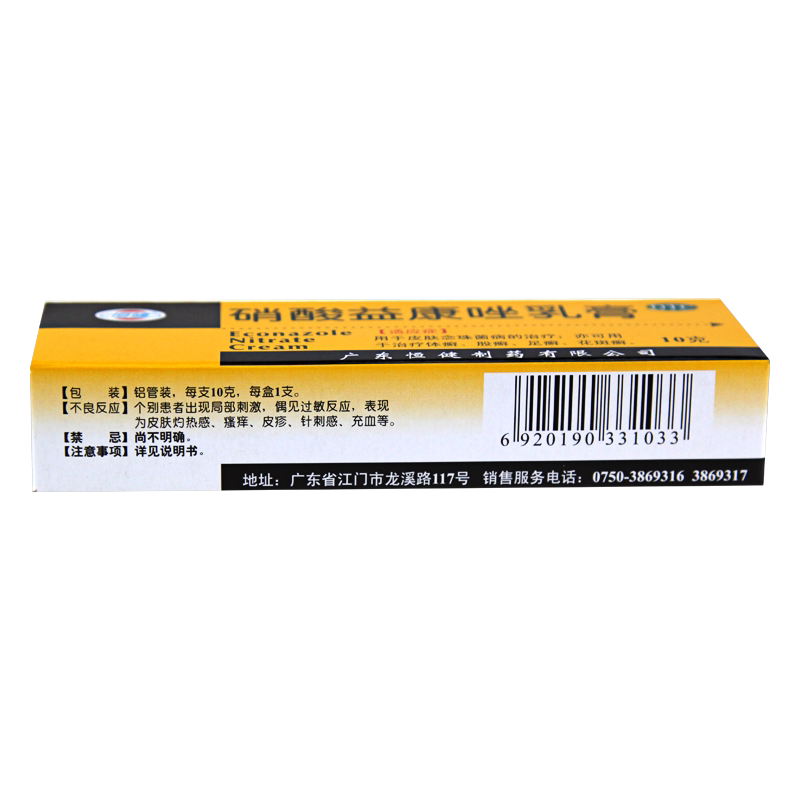 硝酸益康唑乳膏
Econazole
Nitrate
Cream
【适应症】
用于皮肤念珠菌病的治疗；亦可用
于治疗体癣、股癣、足癣、花斑癣。
10克
广东恒健制药有限公司
【包　　装】铝管装，每支10克，每盒1支。
【不良反应】个别患者出现局部刺激，偶见过敏反应，表现
为皮肤灼热感、瘙痒、皮疹、针刺感、充血等。
【禁　　忌】尚不明确。
【注意事项】详见说明书。
6 920190 331033
地址：广东省江门市龙溪路117号 销售服务电话：0750-3869316 3869317